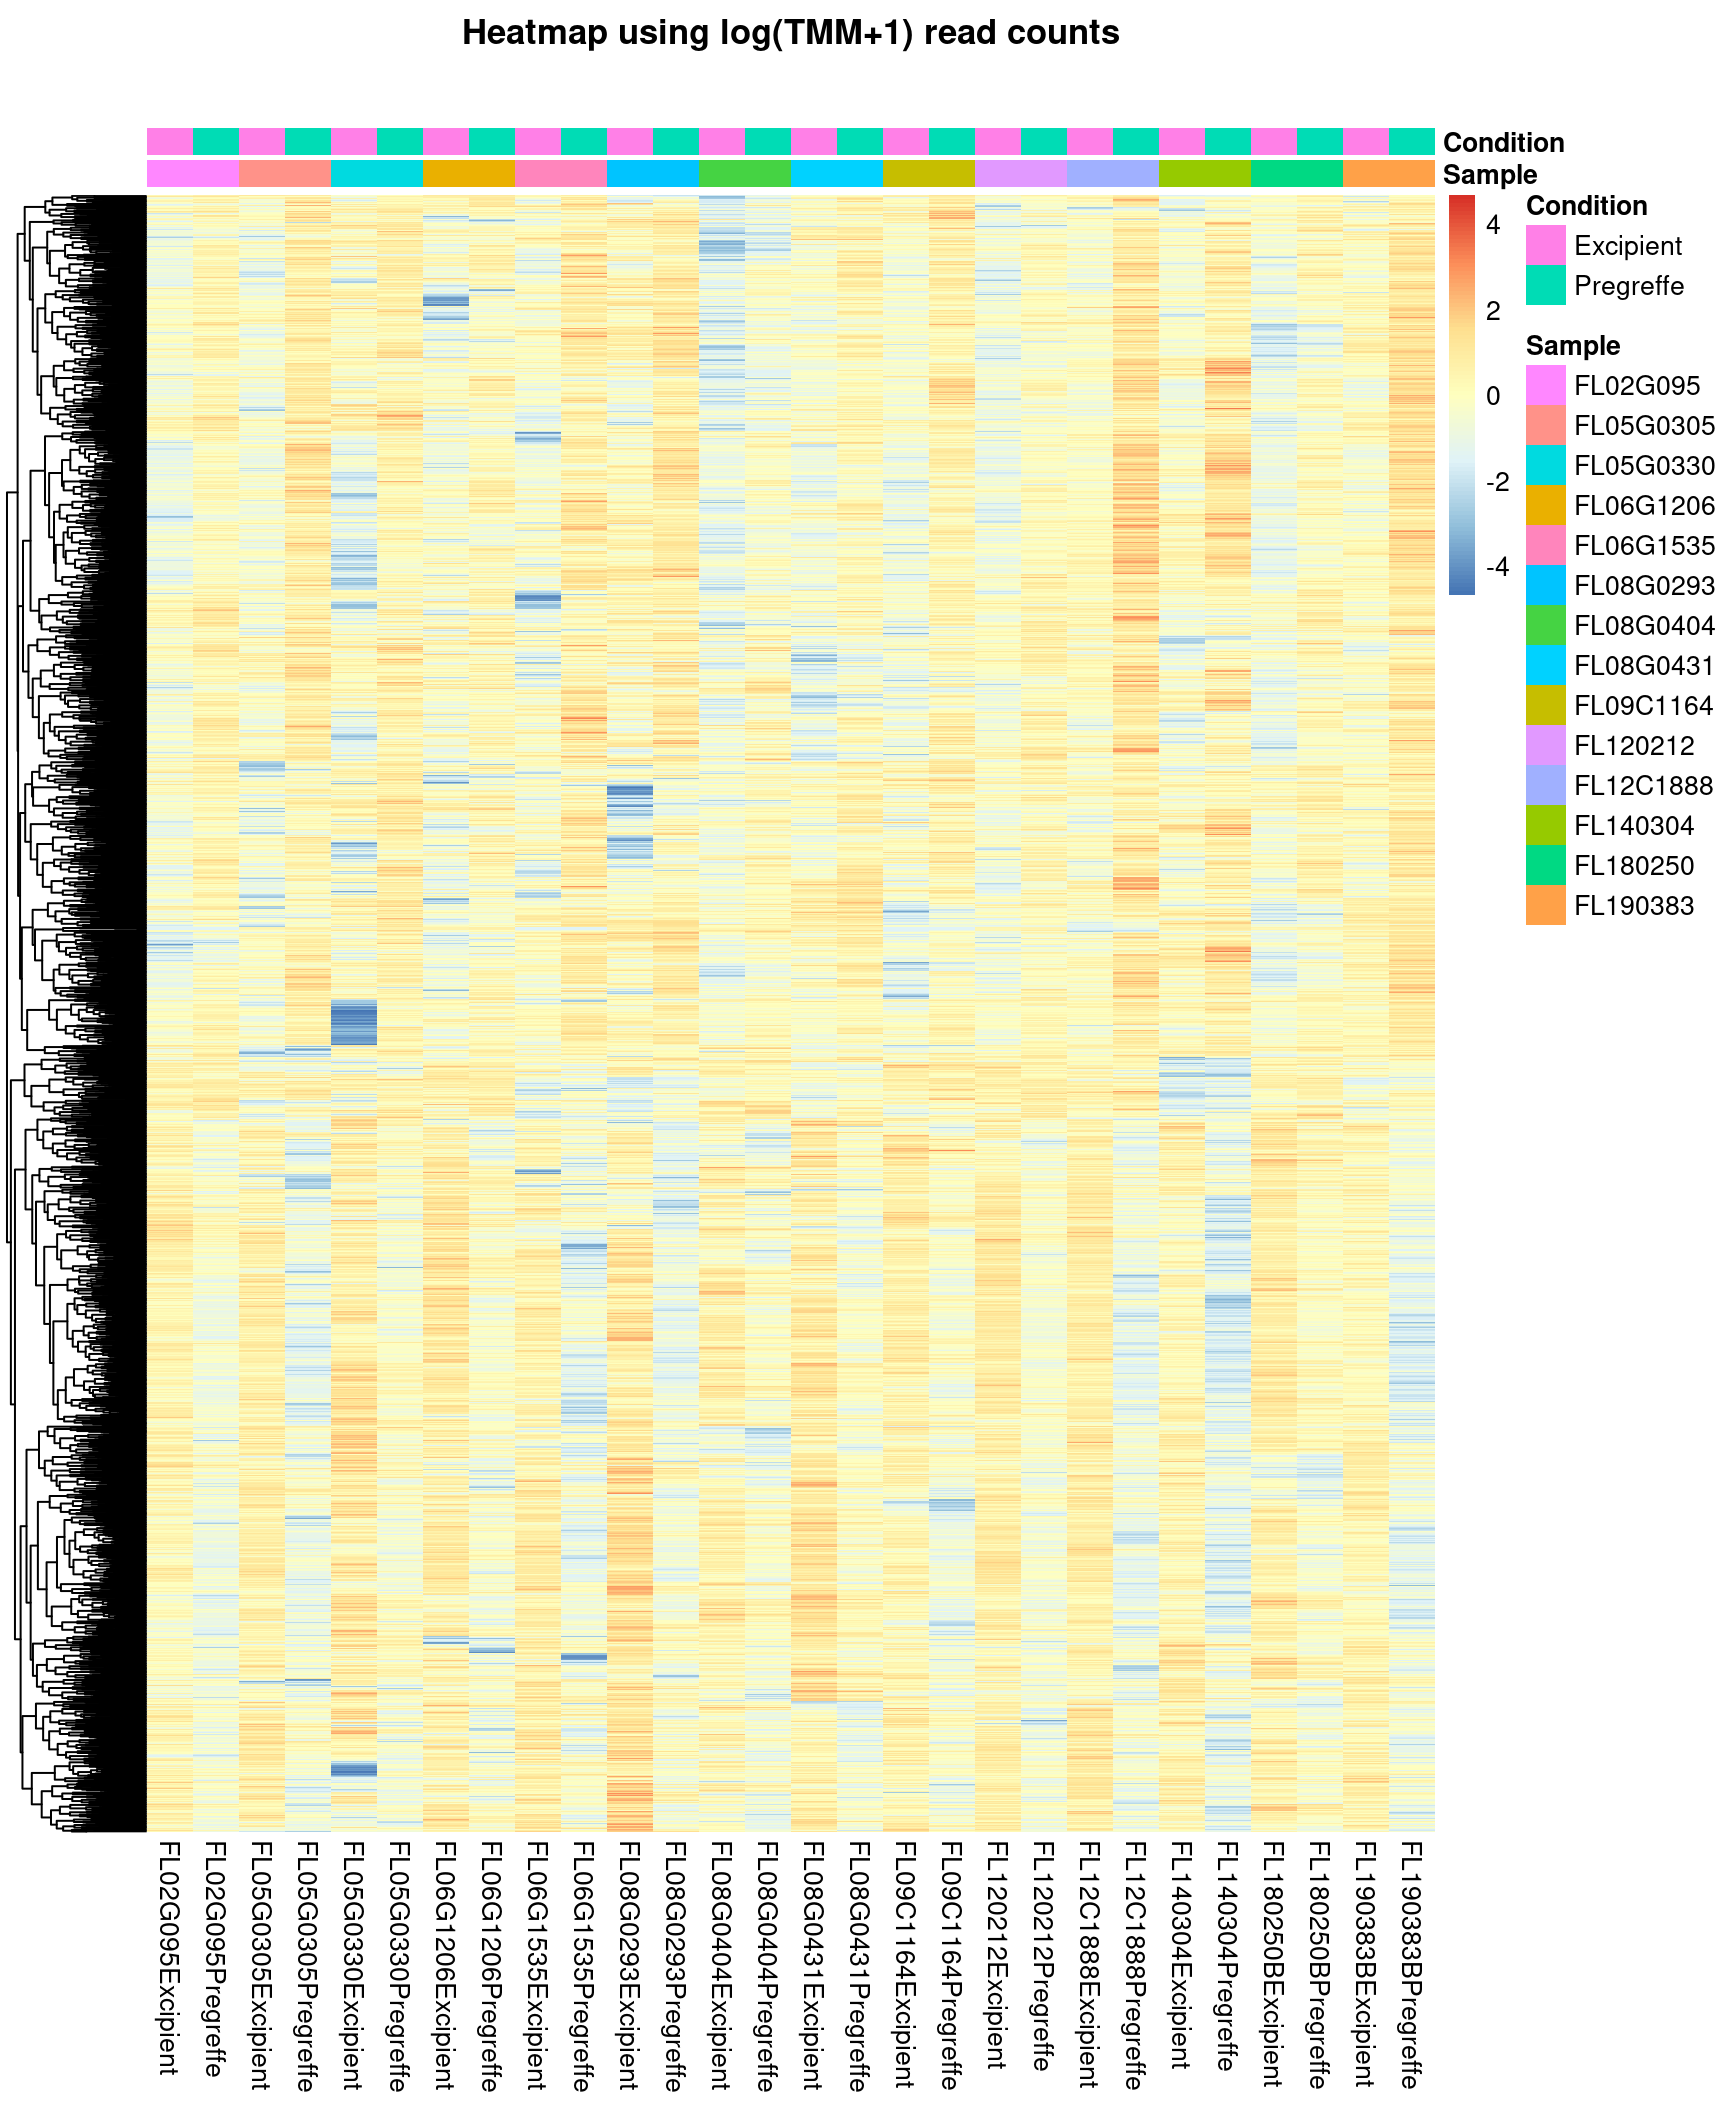 Heatmap using log(TMM+1) read counts
Condition
Sample
4
2
0
-2
-4
Condition
Excipient
Pregreffe
Sample
FL02G095
FL05G0305
FL05G0330
FL06G1206
FL06G1535
FL08G0293
FL08G0404
FL08G0431
FL09C1164
FL120212
FL12C1888
FL140304
FL180250
FL190383
FL02G095Excipient
FL02G095Pregreffe
FL05G0305Excipient
FL05G0305Pregreffe
FL05G0330Excipient
FL05G0330Pregreffe
FL06G1206Excipient
FL06G1206Pregreffe
FL06G1535Excipient
FL06G1535Pregreffe
FL08G0293Excipient
FL08G0293Pregreffe
FL08G0404Excipient
FL08G0404Pregreffe
FL08G0431Excipient
FL08G0431Pregreffe
FL09C1164Excipient
FL09C1164Pregreffe
FL120212Excipient
FL120212Pregreffe
FL12C1888Excipient
FL12C1888Pregreffe
FL140304Excipient
FL140304Pregreffe
FL180250BExcipient
FL180250BPregreffe
FL190383BExcipient
FL190383BPregreffe